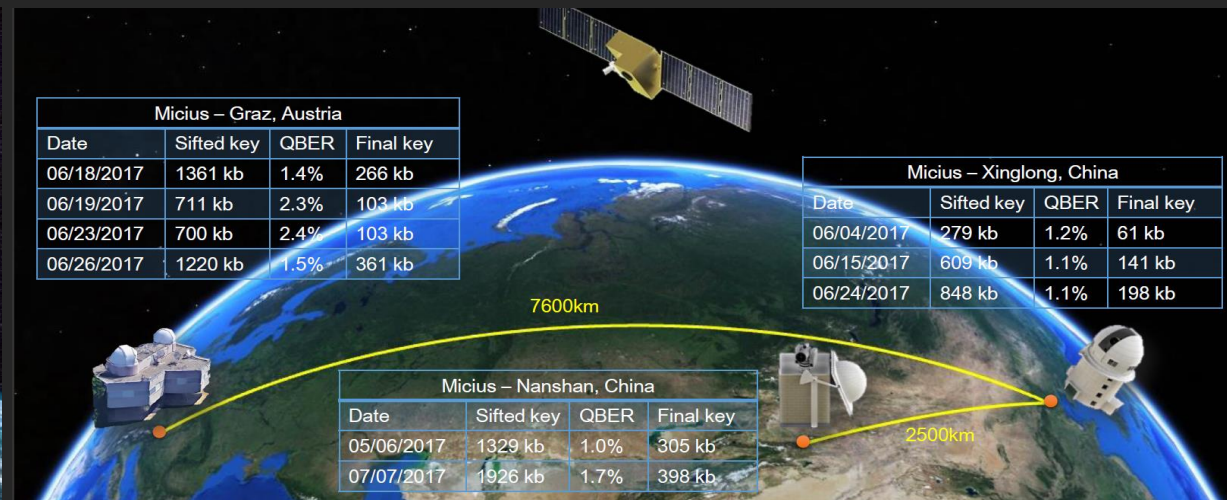 Micius – Graz, Austria
Date Sifted key QBER Final key
06/18/2017 1361 kb 1.4% 266 kb
06/19/2017 711 kb 2.3% 103 kb
06/23/2017 700 kb 2.4% 103 kb
06/26/2017 1220 kb 1.5% 361 kb
Micius – Xinglong, China
Date Sifted key QBER Final key
06/04/2017 279 kb 1.2% 61 kb
06/15/2017 609 kb 1.1% 141 kb
06/24/2017 848 kb 1.1% 198 kb
7600km
Micius – Nanshan, China
Date Sifted key QBER Final key
05/06/2017 1329 kb 1.0% 305 kb
07/07/2017 1926 kb 1.7% 398 kb
2500km